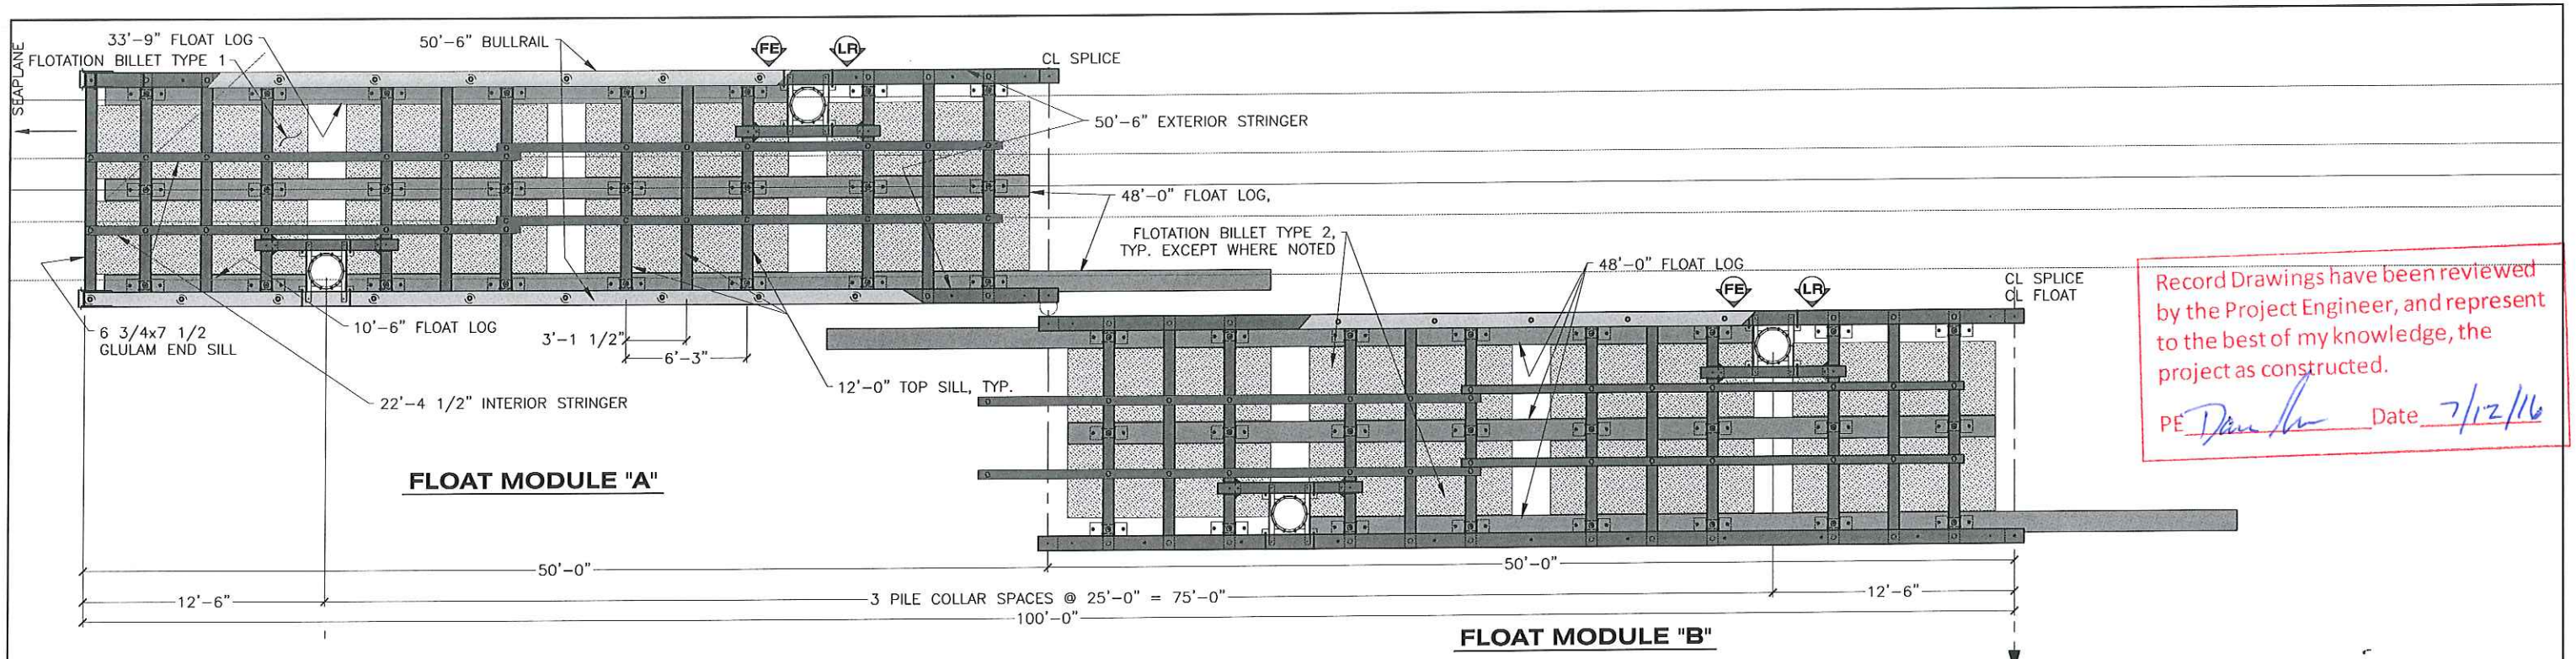 SEAPLANE
33'-9" FLOAT LOG
FLOTATION BILLET TYPE 1
50'-6" BULLRAIL
FE
LR
CL SPLICE
50'-6" EXTERIOR STRINGER
48'-0" FLOAT LOG,
FLOTATION BILLET TYPE 2,
TYP. EXCEPT WHERE NOTED
48'-0" FLOAT LOG
FE
LR
CL SPLICE
CL FLOAT
6 3/4x7 1/2
GLULAM END SILL
10'-6" FLOAT LOG
3'-1 1/2"
6'-3"
12'-0" TOP SILL, TYP.
22'-4 1/2" INTERIOR STRINGER
FLOAT MODULE "A"
50'-0"
50'-0"
12'-6"
3 PILE COLLAR SPACES @ 25'-0" = 75'-0"
12'-6"
100'-0"
FLOAT MODULE "B"
Record Drawings have been reviewed
by the Project Engineer, and represent
to the best of my knowledge, the
project as constructed.
PE Date 7/12/16